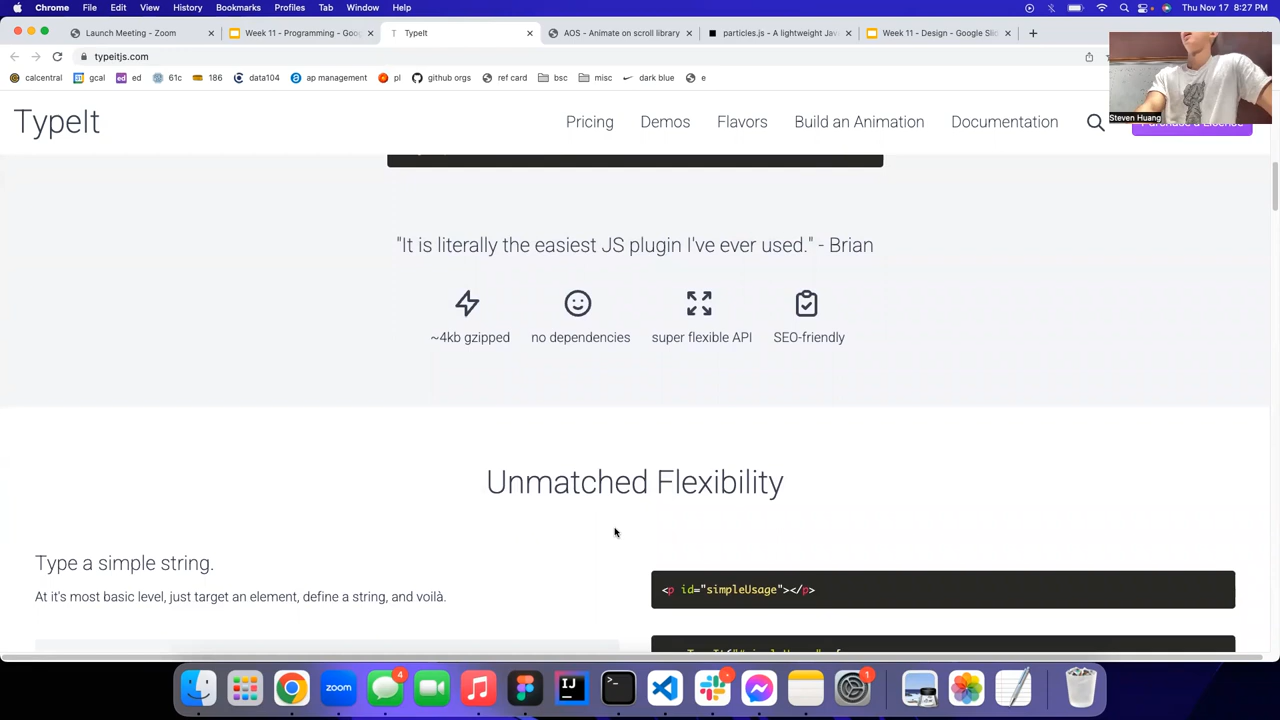 Chrome File Edit View History Bookmarks Profiles Tab Window Help Thu Nov 17 8:27 PM
Launch Meeting - Zoom Week 11 - Programming - Goog TypeIt AOS - Animate on scroll library particles.js - A lightweight Jav Week 11 - Design - Google Slid
typeitjs.com
calcentral gcal ed 61c 186 data104 ap management pl github orgs ref card bsc misc dark blue e
Steven Huang
TypeIt Pricing Demos Flavors Build an Animation Documentation
"It is literally the easiest JS plugin I've ever used." - Brian
~4kb gzipped no dependencies super flexible API SEO-friendly
Unmatched Flexibility
Type a simple string.
At it's most basic level, just target an element, define a string, and voilà.
<p id="simpleUsage"></p>
zoom
4
1